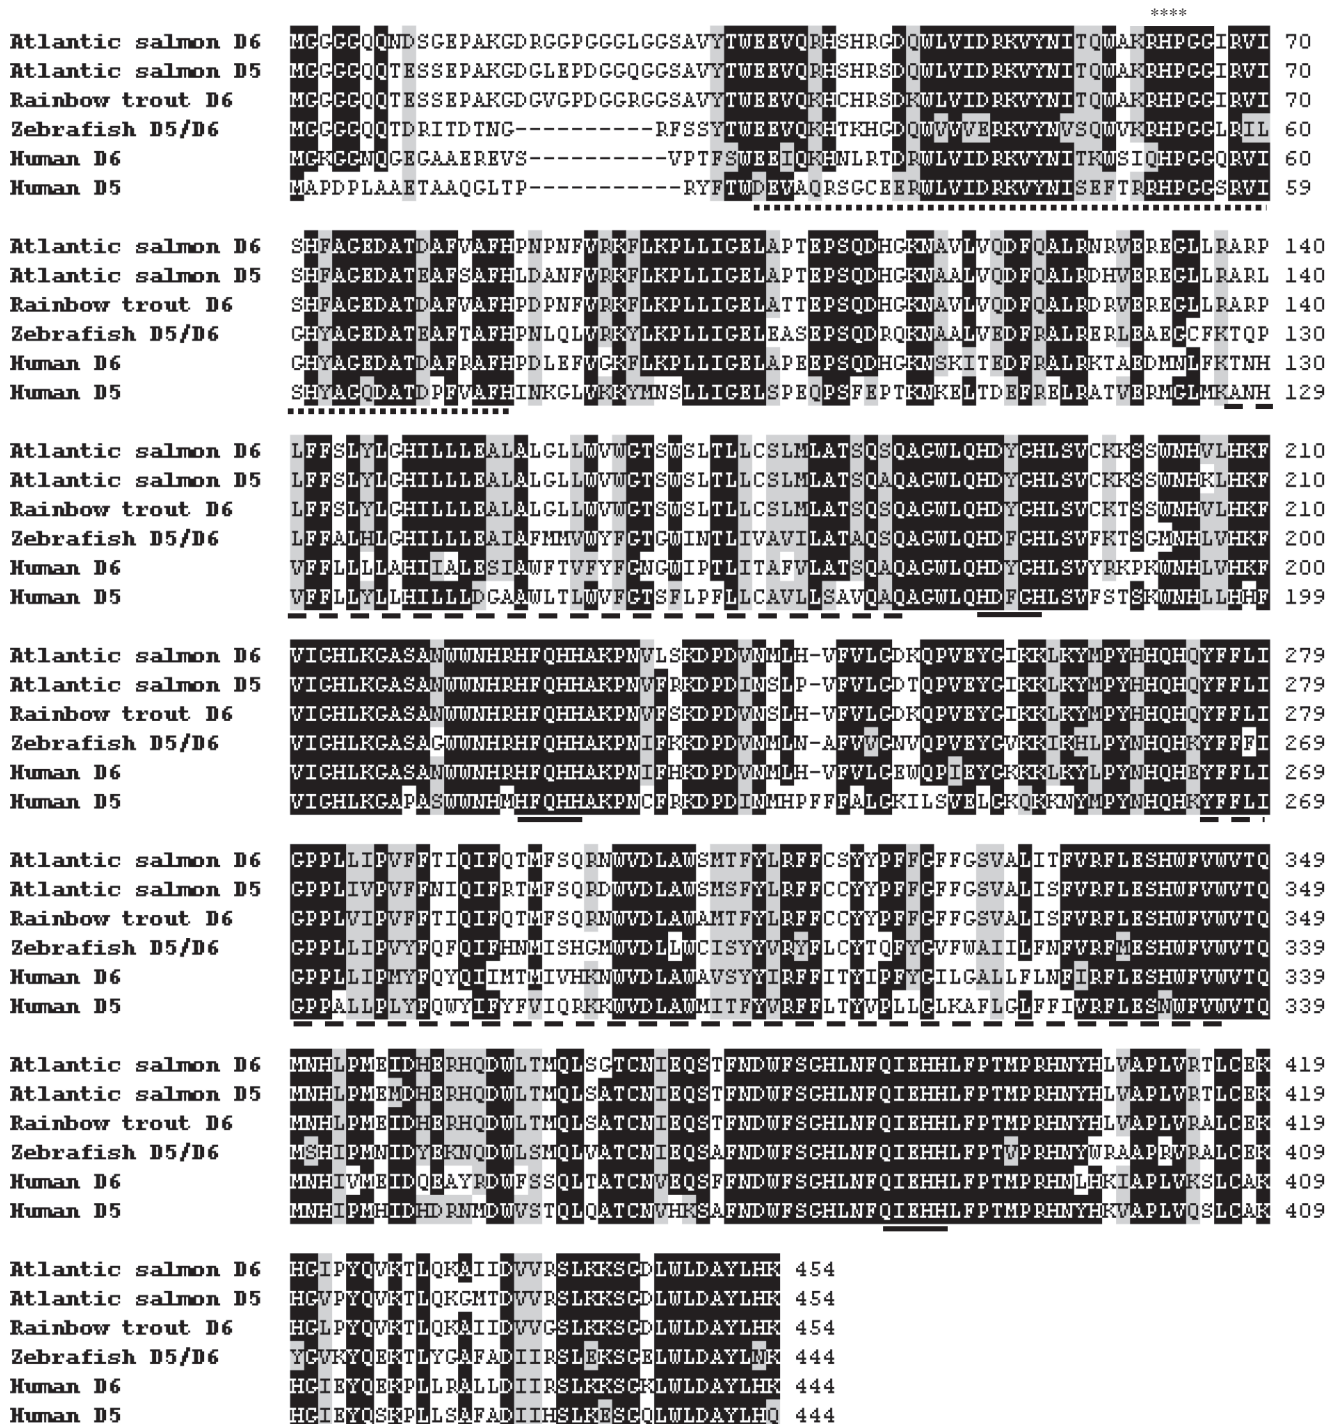 ****
Atlantic salmon D6 MGGGGQQNDSGEPAKGDRGGPGGGLGGSAVYTWEEVQRHSHRGDQWLVIDRKVYNITQWAKRHPGGIRVI 70
Atlantic salmon D5 MGGGGQQTESSEPAKGDGLEPDGGQGGSAVYTWEEVQRHSHRSDQWLVIDRKVYNITQWAKRHPGGIRVI 70
Rainbow trout D6 MGGGGQQTESSEPAKGDGVGPDGGRGGSAVYTWEEVQKHCHRSDKWLVIDRKVYNITQWAKRHPGGIRVI 70
Zebrafish D5/D6 MGGGGQQTDRITDTNG----------RFSSYTWEEVQKHTKHGDQWVVVERKVYNVSQWVKRHPGGLRIL 60
Human D6 MGKGGNQGEGAAEREVS----------VPTFSWEEIQKHNLRTDRWLVIDRKVYNITKWSIQHPGGQRVI 60
Human D5 MAPDPLAAETAAQGLTP----------RYFTWDEVAQRSGCEERWLVIDRKVYNISEFTRRHPGGSRVI 59
Atlantic salmon D6 SHFAGEDATDAFVAFHPNPNFVRKFLKPLLIGELAPTEPSQDHGKNAVLVQDFQALRNRVEREGLLRARP 140
Atlantic salmon D5 SHFAGEDATEAFSAFHLDANFVRKFLKPLLIGELAPTEPSQDHGKNAALVQDFQALRDHVEREGLLRARL 140
Rainbow trout D6 SHFAGEDATDAFVAFHPDPNFVRKFLKPLLIGELATTEPSQDHGKNAVLVQDFQALRDRVEREGLLRARP 140
Zebrafish D5/D6 GHYAGEDATEAFTAFHPNLQLVRKYLKPLLIGELEASEPSQDRQKNAALVEDFRALRERLEAEGCFKTQP 130
Human D6 GHYAGEDATDAFRAFHPDLEFVGKFLKPLLIGELAPEEPSQDHGKNSKITEDFRALRKTAEDMNLFKTNH 130
Human D5 SHYAGQDATDPFVAFHINKGLVKKYMNSLLIGELSPEQPSFEPTKNKELTDEFRELRATVERMGLMKANH 129
Atlantic salmon D6 LFFSLYLGHILLLEALALGLLWVWGTSWSLTLLCSLMLATSQSQAGWLQHDYGHLSVCKKSSWNHVLHKF 210
Atlantic salmon D5 LFFSLYLGHILLLEALALGLLWVWGTSWSLTLLCSLMLATSQAQAGWLQHDYGHLSVCKKSSWNHKLHKF 210
Rainbow trout D6 LFFSLYLGHILLLEALALGLLWVWGTSWSLTLLCSLMLATSQSQAGWLQHDYGHLSVCKTSSWNHVLHKF 210
Zebrafish D5/D6 LFFALHLGHILLLEAIAFMMVWYFGTGWINTLIVAVILATAQSQAGWLQHDFGHLSVFKTSGMNHLVHKF 200
Human D6 VFFLLLLAHIIALESIAWFTVFYFGNGWIPTLITAFVLATSQAQAGWLQHDYGHLSVYRKPKWNHLVHKF 200
Human D5 VFFLLYLLHILLLDGAAWLTLWVFGTSFLPFLLCAVLLSAVQAQAGWLQHDFGHLSVFSTSKWNHLLHHF 199
Atlantic salmon D6 VIGHLKGASANWWNHRHFQHHAKPNVLSKDPDVNMLH-VFVLGDKQPVEYGIKKLKYMPYHHQHQYFFLI 279
Atlantic salmon D5 VIGHLKGASANWWNHRHFQHHAKPNVFRKDPDINSLP-VFVLGDTQPVEYGIKKLKYMPYHHQHQYFFLI 279
Rainbow trout D6 VIGHLKGASANWWNHRHFQHHAKPNVFSKDPDVNSLH-VFVLGDKQPVEYGIKKLKYMPYHHQHQYFFLI 279
Zebrafish D5/D6 VIGHLKGASAGWWNHRHFQHHAKPNIFKKDPDVNMLN-AFVVGNVQPVEYGVKKIKHLPYNHQHKYFFFI 269
Human D6 VIGHLKGASANWWNHRHFQHHAKPNIFHKDPDVNMLH-VFVLGEWQPIEYGKKKLKYLPYNHQHEYFFLI 269
Human D5 VIGHLKGAPASWWNHMHFQHHAKPNCFRKDPDINMHPFFFALGKILSVELGKQKKNYMPYNHQHKYFFLI 269
Atlantic salmon D6 GPPLLIPVFFTIQIFQTMFSQRNWVDLAWSMTFYLRFFCSYYPFFGFFGSVALITFVRFLESHWFVWVTQ 349
Atlantic salmon D5 GPPLLIVPVFFNIQIFRTMFSQRDWVDLAWSMSFYLRFFCCYYPFFGFFGSVALISFVRFLESHWFVWVTQ 349
Rainbow trout D6 GPPLVIPVFFTIQIFQTMFSQRNWVDLAWAMTFYLRFFCCYYPFFGFFGSVALISFVRFLESHWFVWVTQ 349
Zebrafish D5/D6 GPPLLIPVYFQFQIFHNMISHGMWVDLLWCISYYVRYFLCYTQFYGVFWAIILFNFVRFMESHWFVWVTQ 339
Human D6 GPPLLIPMYFQYQIIMTMIVHKNWVDLAWAVSYYIRFFITYIPFYGILGALLFLNFIRFLESHWFVWVTQ 339
Human D5 GPPALLPLYFQWYIFYFVIQRKKWVDLAWMITFYVRFFLTYVPLLGLKAFLGLFFIVRFLESNWFVWVTQ 339
Atlantic salmon D6 MNHLPMEIDHERHQDWLTMQLSGTCNIEQSTFNDWFSGHLNFQIEHHLFPTMPRHNYHLVAPLVRTLCEK 419
Atlantic salmon D5 MNHLPMEMDHERHQDWLTMQLSATCNIEQSTFNDWFSGHLNFQIEHHLFPTMPRHNYHLVAPLVRTLCEK 419
Rainbow trout D6 MNHLPMEIDHERHQDWLTMQLSATCNIEQSTFNDWFSGHLNFQIEHHLFPTMPRHNYHLVAPLVRALCEK 419
Zebrafish D5/D6 MSHIPMNIDYEKNQDWLSMQLVATCNIEQSAFNDWFSGHLNFQIEHHLFPTVPRHNYWRAAPRVRALCEK 409
Human D6 MNHIVMEIDQEAYRDWFSSQLTATCNVEQSFFNDWFSGHLNFQIEHHLFPTMPRHNLHKIAPLVKSLCAK 409
Human D5 MNHIPMHIDHDRNMDWVSTQLQATCNVHKSAFNDWFSGHLNFQIEHHLFPTMPRHNYHKVAPLVQSLCAK 409
Atlantic salmon D6 HGIPYQVKTLQKAIIDVVRSLKKSGDLWLDAYLHK 454
Atlantic salmon D5 HGVPYQVKTLQKGMTDVVRSLKKSGDLWLDAYLHK 454
Rainbow trout D6 HGLPYQVKTLQKAIIDVVGSLKKSGDLWLDAYLHK 454
Zebrafish D5/D6 YGVKYQEKTLYGAFADIIRSLEKSGELWLDAYLNK 444
Human D6 HGIEYQEKPLLRALLDIIRSLKKSGKLWLDAYLHK 444
Human D5 HGIEYQSKPLLSAFADIIHSLKESGQLWLDAYLHQ 444